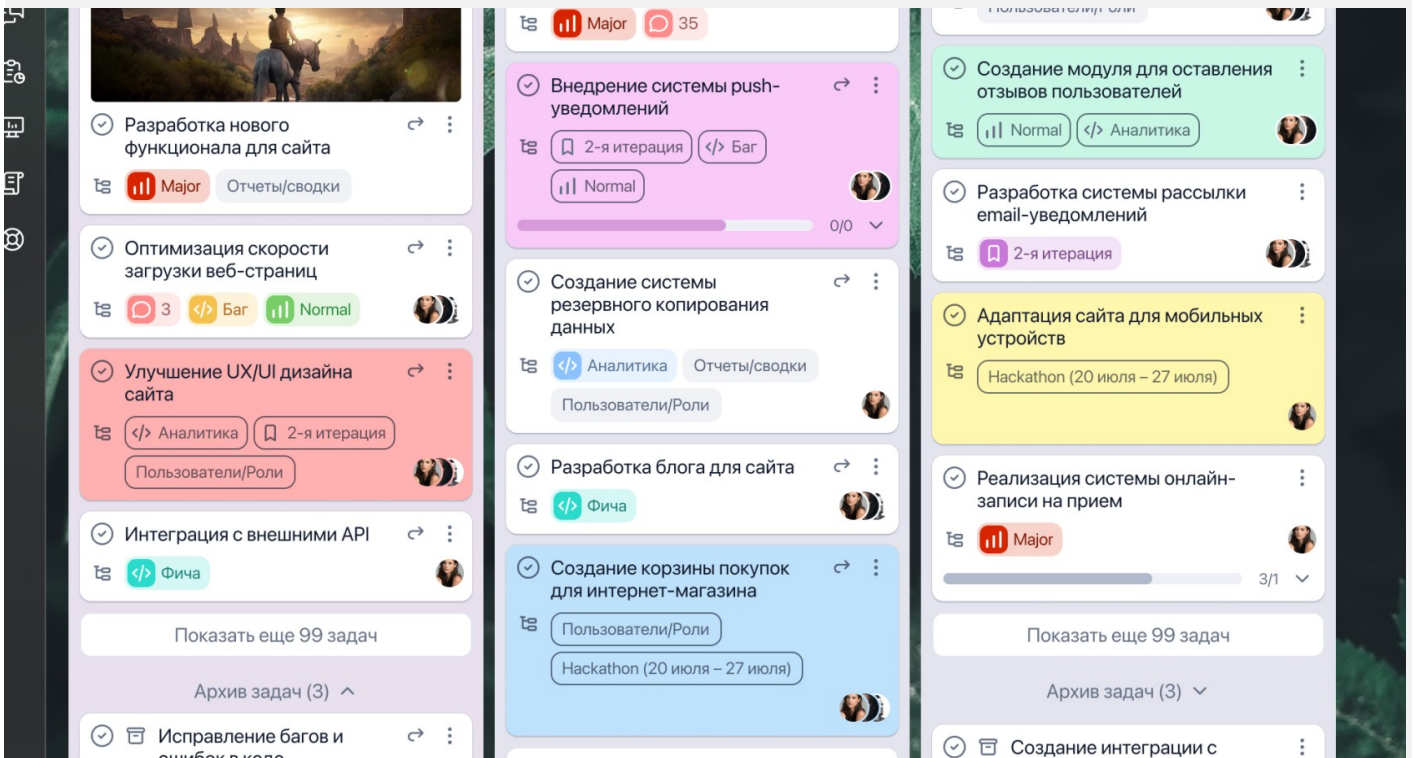 Разработка нового
функционала для сайта
Major
Отчеты/сводки
Оптимизация скорости
загрузки веб-страниц
3
Баг
Normal
Улучшение UX/UI дизайна
сайта
Аналитика
2-я итерация
Пользователи/Роли
Интеграция с внешними API
Фича
Показать еще 99 задач
Архив задач (3)
Исправление багов и
ошибок в коде
Major
35
Внедрение системы push-
уведомлений
2-я итерация
Баг
Normal
0/0
Создание системы
резервного копирования
данных
Аналитика
Отчеты/сводки
Пользователи/Роли
Разработка блога для сайта
Фича
Создание корзины покупок
для интернет-магазина
Пользователи/Роли
Hackathon (20 июля – 27 июля)
Пользователи/Роли
Создание модуля для оставления
отзывов пользователей
Normal
Аналитика
Разработка системы рассылки
email-уведомлений
2-я итерация
Адаптация сайта для мобильных
устройств
Hackathon (20 июля – 27 июля)
Реализация системы онлайн-
записи на прием
Major
3/1
Показать еще 99 задач
Архив задач (3)
Создание интеграции с